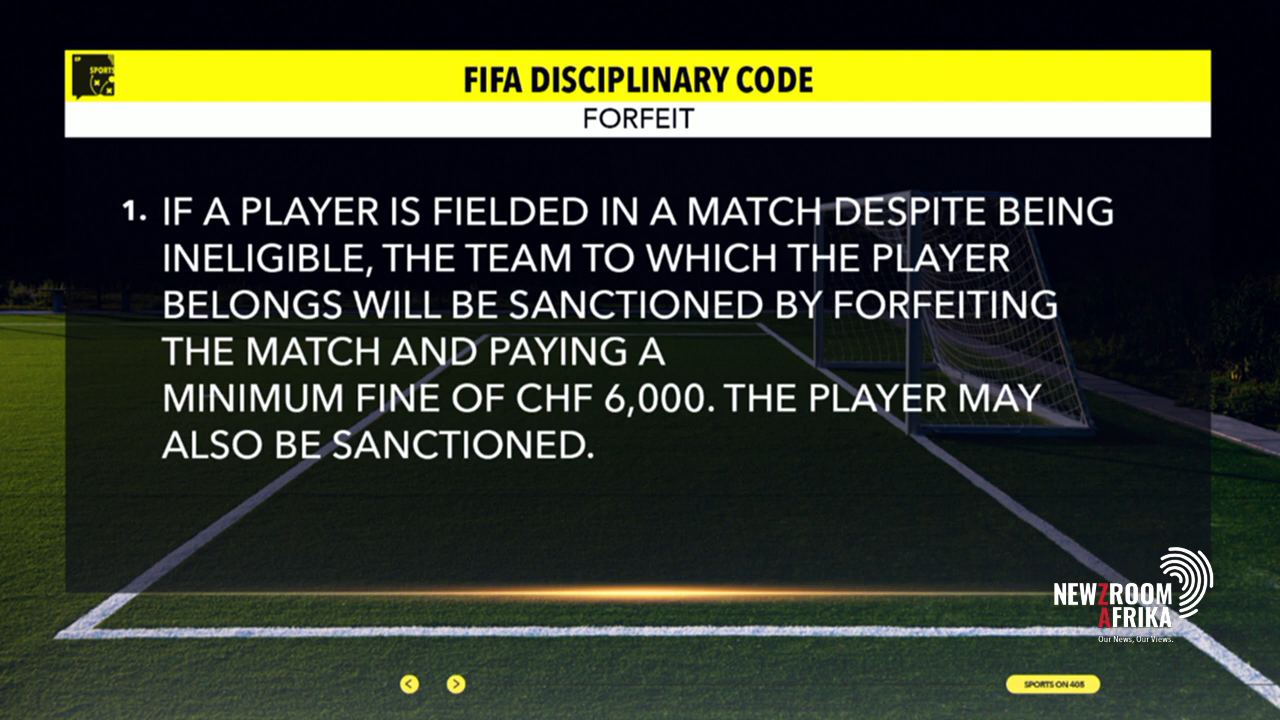 SPORTS
FIFA DISCIPLINARY CODE
FORFEIT
1. IF A PLAYER IS FIELDED IN A MATCH DESPITE BEING
INELIGIBLE, THE TEAM TO WHICH THE PLAYER
BELONGS WILL BE SANCTIONED BY FORFEITING
THE MATCH AND PAYING A
MINIMUM FINE OF CHF 6,000. THE PLAYER MAY
ALSO BE SANCTIONED.
NEWZROOM
AFRIKA
Our News, Our Views.
SPORTS ON 405